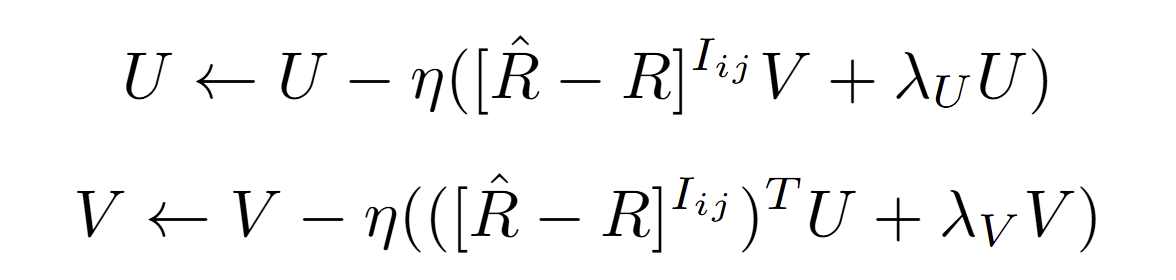 U ← U − η([R̂ − R]^{I_{ij}} V + λ_U U)
V ← V − η(([R̂ − R]^{I_{ij}})^T U + λ_V V)